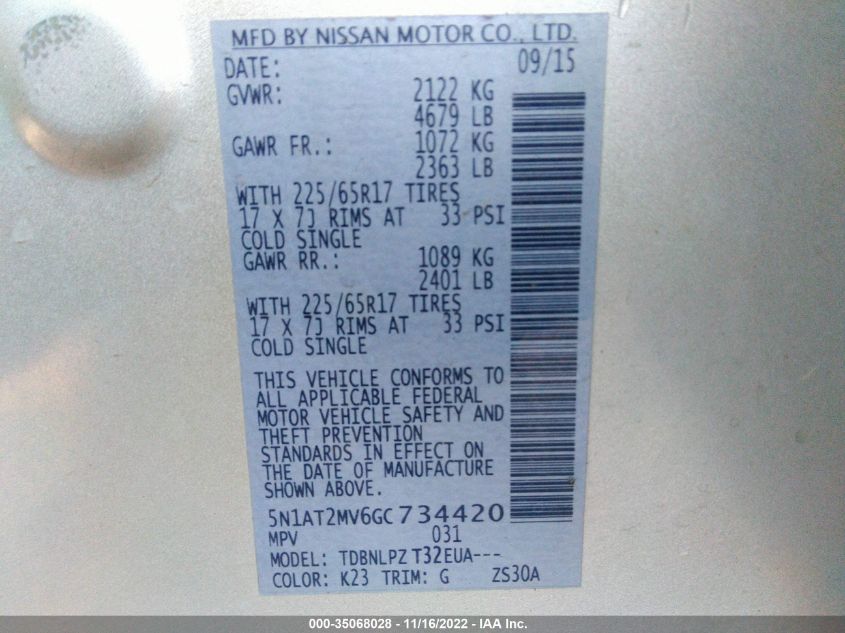 MFD BY NISSAN MOTOR CO., LTD.
DATE: 09/15
GVWR: 2122 KG
4679 LB
GAWR FR.: 1072 KG
2363 LB
WITH 225/65R17 TIRES
17 X 7J RIMS AT 33 PSI
COLD SINGLE
GAWR RR.: 1089 KG
2401 LB
WITH 225/65R17 TIRES
17 X 7J RIMS AT 33 PSI
COLD SINGLE
THIS VEHICLE CONFORMS TO
ALL APPLICABLE FEDERAL
MOTOR VEHICLE SAFETY AND
THEFT PREVENTION
STANDARDS IN EFFECT ON
THE DATE OF MANUFACTURE
SHOWN ABOVE.
5N1AT2MV6GC734420
MPV 031
MODEL: TDBNLPZ T32EUA---
COLOR: K23 TRIM: G ZS30A
000-35068028 - 11/16/2022 - IAA Inc.